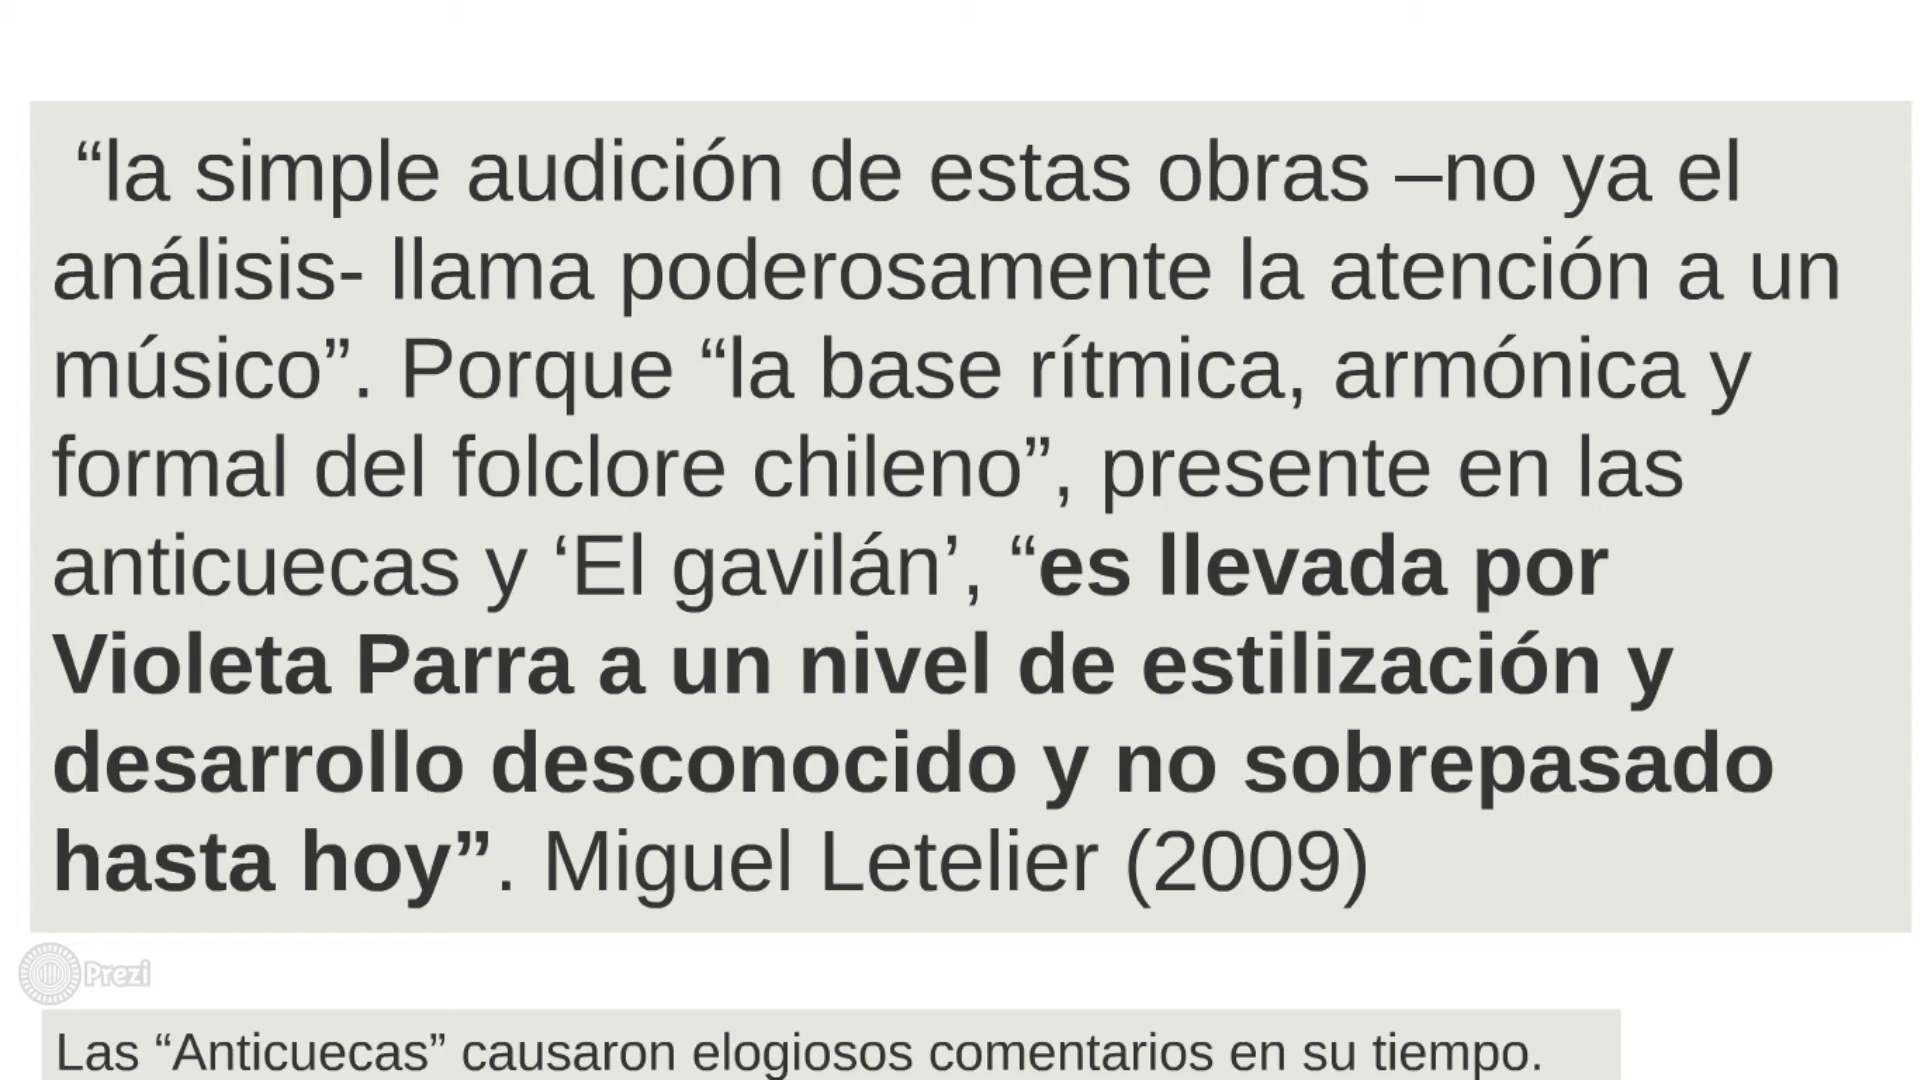 “la simple audición de estas obras –no ya el
análisis- llama poderosamente la atención a un
músico”. Porque “la base rítmica, armónica y
formal del folclore chileno”, presente en las
anticuecas y ‘El gavilán’, “es llevada por
Violeta Parra a un nivel de estilización y
desarrollo desconocido y no sobrepasado
hasta hoy”. Miguel Letelier (2009)
Prezi
Las “Anticuecas” causaron elogiosos comentarios en su tiempo.